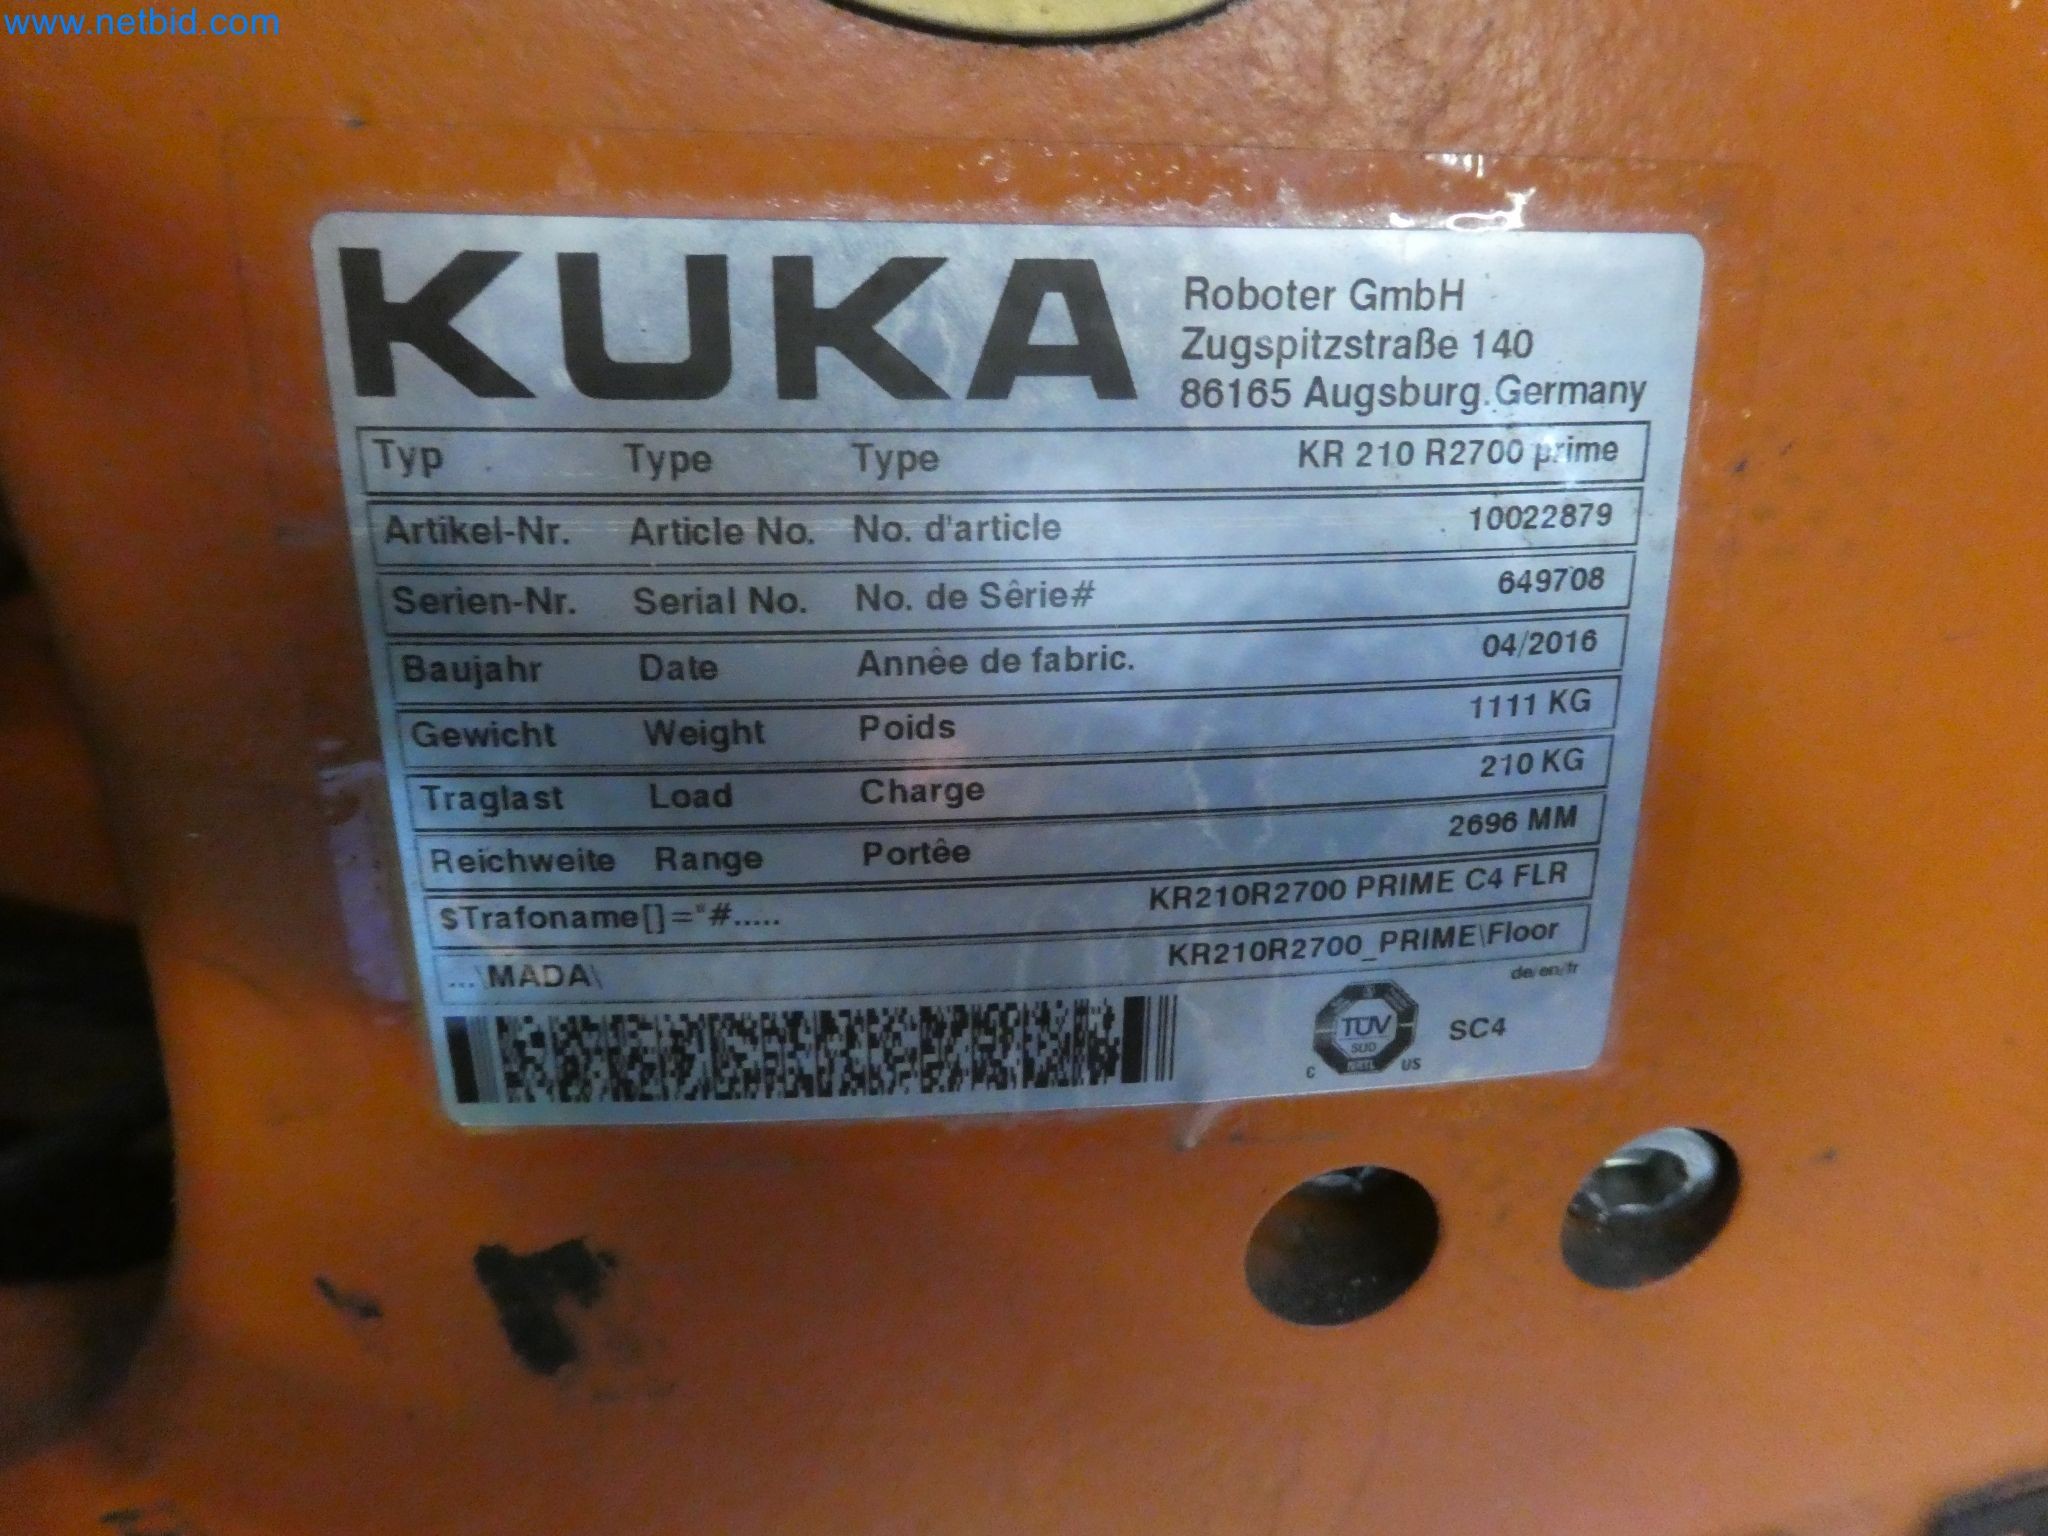 www.netbid.com
KUKA
Roboter GmbH
Zugspitzstraße 140
86165 Augsburg.Germany
Typ Type Type KR 210 R2700 prime
Artikel-Nr. Article No. No. d'article 10022879
Serien-Nr. Serial No. No. de Sêrie# 649708
Baujahr Date Annêe de fabric. 04/2016
Gewicht Weight Poids 1111 KG
Traglast Load Charge 210 KG
Reichweite Range Portêe 2696 MM
$Trafoname[]="#..... KR210R2700 PRIME C4 FLR
...\MADA\ KR210R2700_PRIME\Floor
de/en/fr
TÜV
SÜD
NRTL
C US
SC4